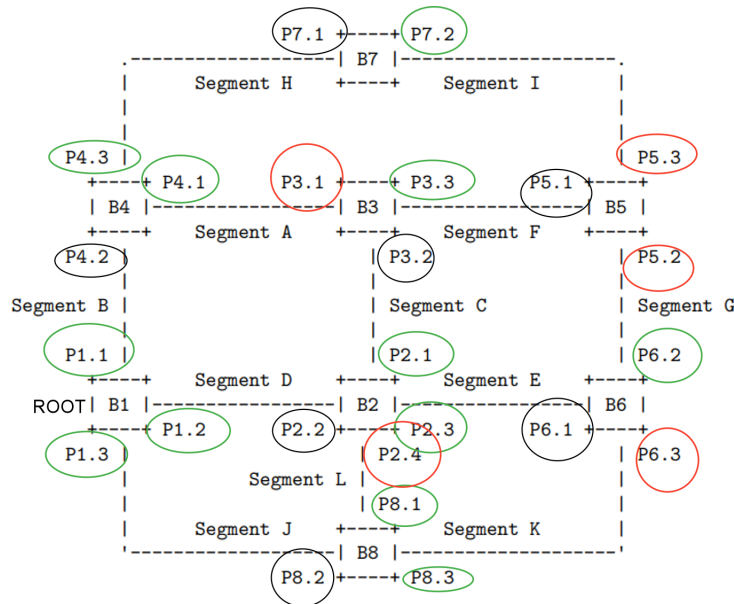 P7.1 +-----+ P7.2
.-----------------| B7 |------------------.
| Segment H +-----+ Segment I |
P4.3 | P5.3
+-----+ P4.1 P3.1 +-----+ P3.3 P5.1 +-----+
| B4 |---------------| B3 |---------------| B5 |
+-----+ Segment A +-----+ Segment F +-----+
P4.2 | P3.2 | P5.2
Segment B | | Segment C | Segment G
P1.1 | P2.1 | P6.2
+-----+ Segment D +-----+ Segment E +-----+
ROOT| B1 |---------------| B2 |---------------| B6 |
+-----+ P1.2 P2.2 +-----+ P2.3 P6.1 +-----+
P1.3 | | P2.4 | P6.3
Segment L |
| P8.1
| Segment J +-----+ Segment K |
'-----------------| B8 |------------------'
P8.2 +-----+ P8.3